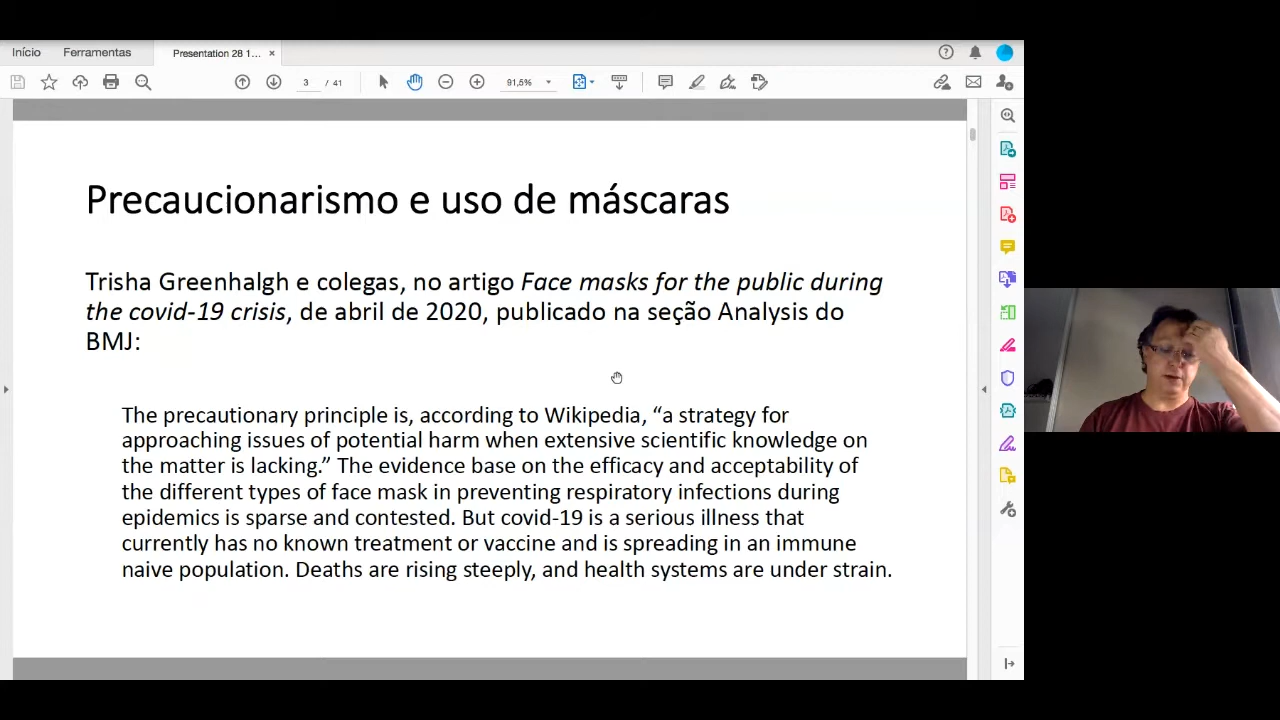 Início Ferramentas Presentation 28 1... ×
3 / 41 91,5%
Precaucionarismo e uso de máscaras
Trisha Greenhalgh e colegas, no artigo Face masks for the public during
the covid-19 crisis, de abril de 2020, publicado na seção Analysis do
BMJ:
The precautionary principle is, according to Wikipedia, “a strategy for
approaching issues of potential harm when extensive scientific knowledge on
the matter is lacking.” The evidence base on the efficacy and acceptability of
the different types of face mask in preventing respiratory infections during
epidemics is sparse and contested. But covid-19 is a serious illness that
currently has no known treatment or vaccine and is spreading in an immune
naive population. Deaths are rising steeply, and health systems are under strain.